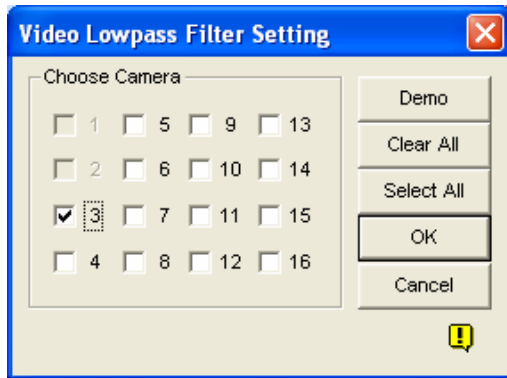 Video Lowpass Filter Setting
Choose Camera
1 5 9 13
2 6 10 14
3 7 11 15
4 8 12 16
Demo
Clear All
Select All
OK
Cancel
!